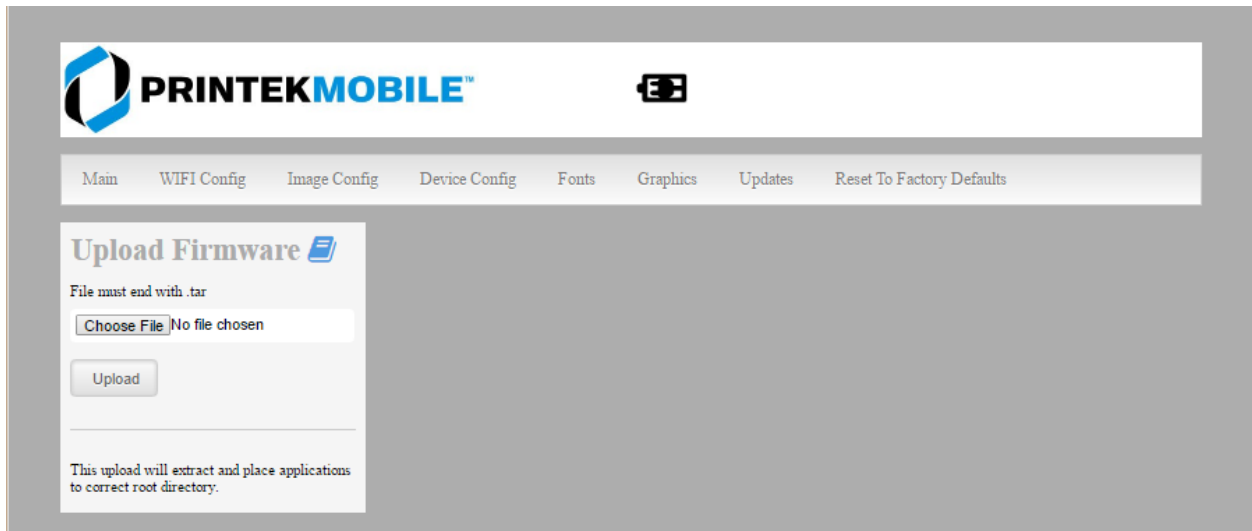 PRINTEKMOBILE™
Main WIFI Config Image Config Device Config Fonts Graphics Updates Reset To Factory Defaults
Upload Firmware
File must end with .tar
Choose File No file chosen
Upload
This upload will extract and place applications
to correct root directory.